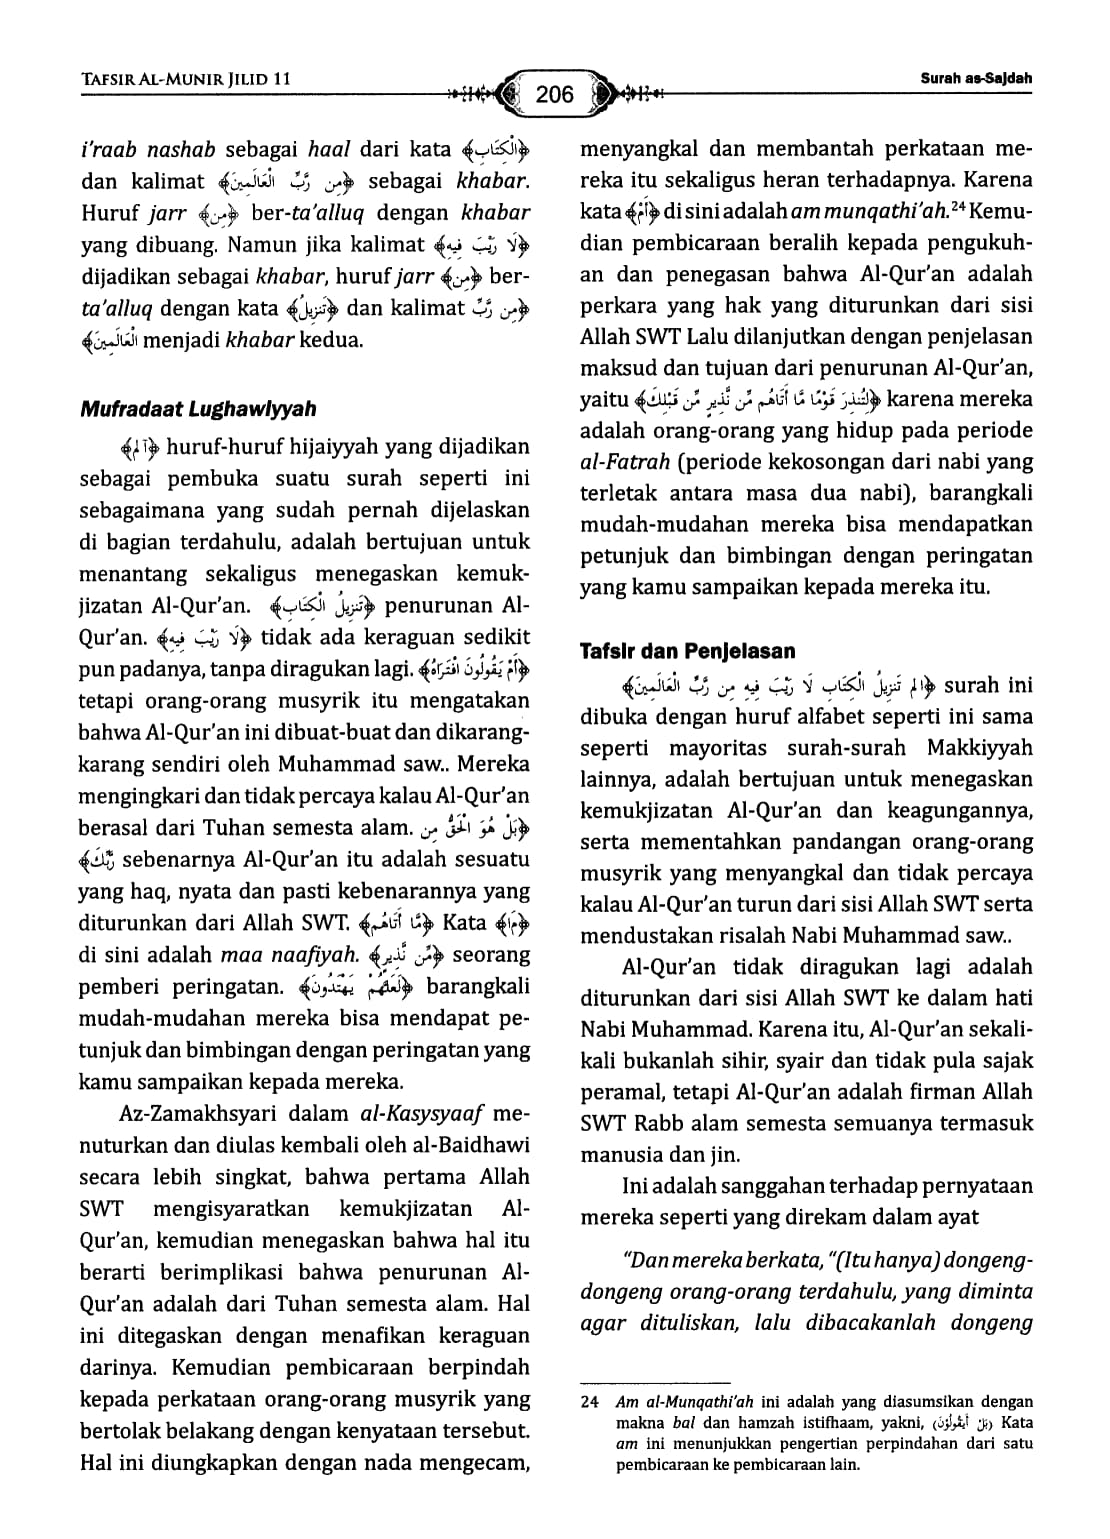 TAFSIR AL-MUNIR JILID 11
206
Surah as-Sajdah
i'raab nashab sebagai haal dari kata ﴿الْكِتَابِ﴾
dan kalimat ﴿مِن رَّبِّ الْعَالَمِينَ﴾ sebagai khabar.
Huruf jarr ﴿مِن﴾ ber-ta'alluq dengan khabar
yang dibuang. Namun jika kalimat ﴿لَا رَيْبَ فِيهِ﴾
dijadikan sebagai khabar, huruf jarr ﴿مِن﴾ ber-
ta'alluq dengan kata ﴿تَنزِيلُ﴾ dan kalimat ﴿مِن رَّبِّ
الْعَالَمِينَ﴾ menjadi khabar kedua.
Mufradaat Lughawiyyah
﴿آلم﴾ huruf-huruf hijaiyyah yang dijadikan
sebagai pembuka suatu surah seperti ini
sebagaimana yang sudah pernah dijelaskan
di bagian terdahulu, adalah bertujuan untuk
menantang sekaligus menegaskan kemuk-
jizatan Al-Qur'an. ﴿تَنزِيلُ الْكِتَابِ﴾ penurunan Al-
Qur'an. ﴿لَا رَيْبَ فِيهِ﴾ tidak ada keraguan sedikit
pun padanya, tanpa diragukan lagi. ﴿أَمْ يَقُولُونَ افْتَرَاهُ﴾
tetapi orang-orang musyrik itu mengatakan
bahwa Al-Qur'an ini dibuat-buat dan dikarang-
karang sendiri oleh Muhammad saw.. Mereka
mengingkari dan tidak percaya kalau Al-Qur'an
berasal dari Tuhan semesta alam. ﴿بَلْ هُوَ الْحَقُّ مِن
رَّبِّكَ﴾ sebenarnya Al-Qur'an itu adalah sesuatu
yang haq, nyata dan pasti kebenarannya yang
diturunkan dari Allah SWT. ﴿مَّا أَتَاهُم﴾ Kata ﴿مَّا﴾
di sini adalah maa naafiyah. ﴿مِّن نَّذِيرٍ﴾ seorang
pemberi peringatan. ﴿لَعَلَّهُمْ يَهْتَدُونَ﴾ barangkali
mudah-mudahan mereka bisa mendapat pe-
tunjuk dan bimbingan dengan peringatan yang
kamu sampaikan kepada mereka.
Az-Zamakhsyari dalam al-Kasysyaaf me-
nuturkan dan diulas kembali oleh al-Baidhawi
secara lebih singkat, bahwa pertama Allah
SWT mengisyaratkan kemukjizatan Al-
Qur'an, kemudian menegaskan bahwa hal itu
berarti berimplikasi bahwa penurunan Al-
Qur'an adalah dari Tuhan semesta alam. Hal
ini ditegaskan dengan menafikan keraguan
darinya. Kemudian pembicaraan berpindah
kepada perkataan orang-orang musyrik yang
bertolak belakang dengan kenyataan tersebut.
Hal ini diungkapkan dengan nada mengecam,
menyangkal dan membantah perkataan me-
reka itu sekaligus heran terhadapnya. Karena
kata ﴿أَمْ﴾ di sini adalah am munqathi'ah.24 Kemu-
dian pembicaraan beralih kepada pengukuh-
an dan penegasan bahwa Al-Qur'an adalah
perkara yang hak yang diturunkan dari sisi
Allah SWT Lalu dilanjutkan dengan penjelasan
maksud dan tujuan dari penurunan Al-Qur'an,
yaitu ﴿لِتُنذِرَ قَوْمًا مَّا أَتَاهُم مِّن نَّذِيرٍ مِّن قَبْلِكَ﴾ karena mereka
adalah orang-orang yang hidup pada periode
al-Fatrah (periode kekosongan dari nabi yang
terletak antara masa dua nabi), barangkali
mudah-mudahan mereka bisa mendapatkan
petunjuk dan bimbingan dengan peringatan
yang kamu sampaikan kepada mereka itu.
Tafsir dan Penjelasan
﴿الم تَنزِيلُ الْكِتَابِ لَا رَيْبَ فِيهِ مِن رَّبِّ الْعَالَمِينَ﴾ surah ini
dibuka dengan huruf alfabet seperti ini sama
seperti mayoritas surah-surah Makkiyyah
lainnya, adalah bertujuan untuk menegaskan
kemukjizatan Al-Qur'an dan keagungannya,
serta mementahkan pandangan orang-orang
musyrik yang menyangkal dan tidak percaya
kalau Al-Qur'an turun dari sisi Allah SWT serta
mendustakan risalah Nabi Muhammad saw..
Al-Qur'an tidak diragukan lagi adalah
diturunkan dari sisi Allah SWT ke dalam hati
Nabi Muhammad. Karena itu, Al-Qur'an sekali-
kali bukanlah sihir, syair dan tidak pula sajak
peramal, tetapi Al-Qur'an adalah firman Allah
SWT Rabb alam semesta semuanya termasuk
manusia dan jin.
Ini adalah sanggahan terhadap pernyataan
mereka seperti yang direkam dalam ayat
"Dan mereka berkata, "(Itu hanya) dongeng-
dongeng orang-orang terdahulu, yang diminta
agar dituliskan, lalu dibacakanlah dongeng
24 Am al-Munqathi'ah ini adalah yang diasumsikan dengan
makna bal dan hamzah istifhaam, yakni, (بَلْ أَيَقُولُوْنَ) Kata
am ini menunjukkan pengertian perpindahan dari satu
pembicaraan ke pembicaraan lain.